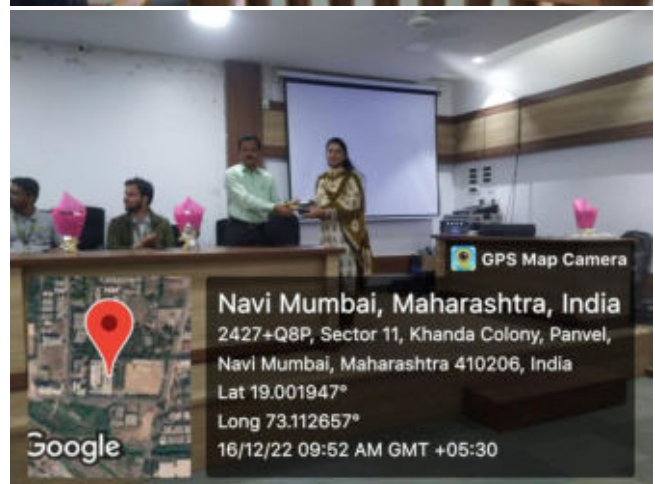 GPS Map Camera
Navi Mumbai, Maharashtra, India
2427+Q8P, Sector 11, Khanda Colony, Panvel,
Navi Mumbai, Maharashtra 410206, India
Lat 19.001947°
Long 73.112657°
16/12/22 09:52 AM GMT +05:30
Google